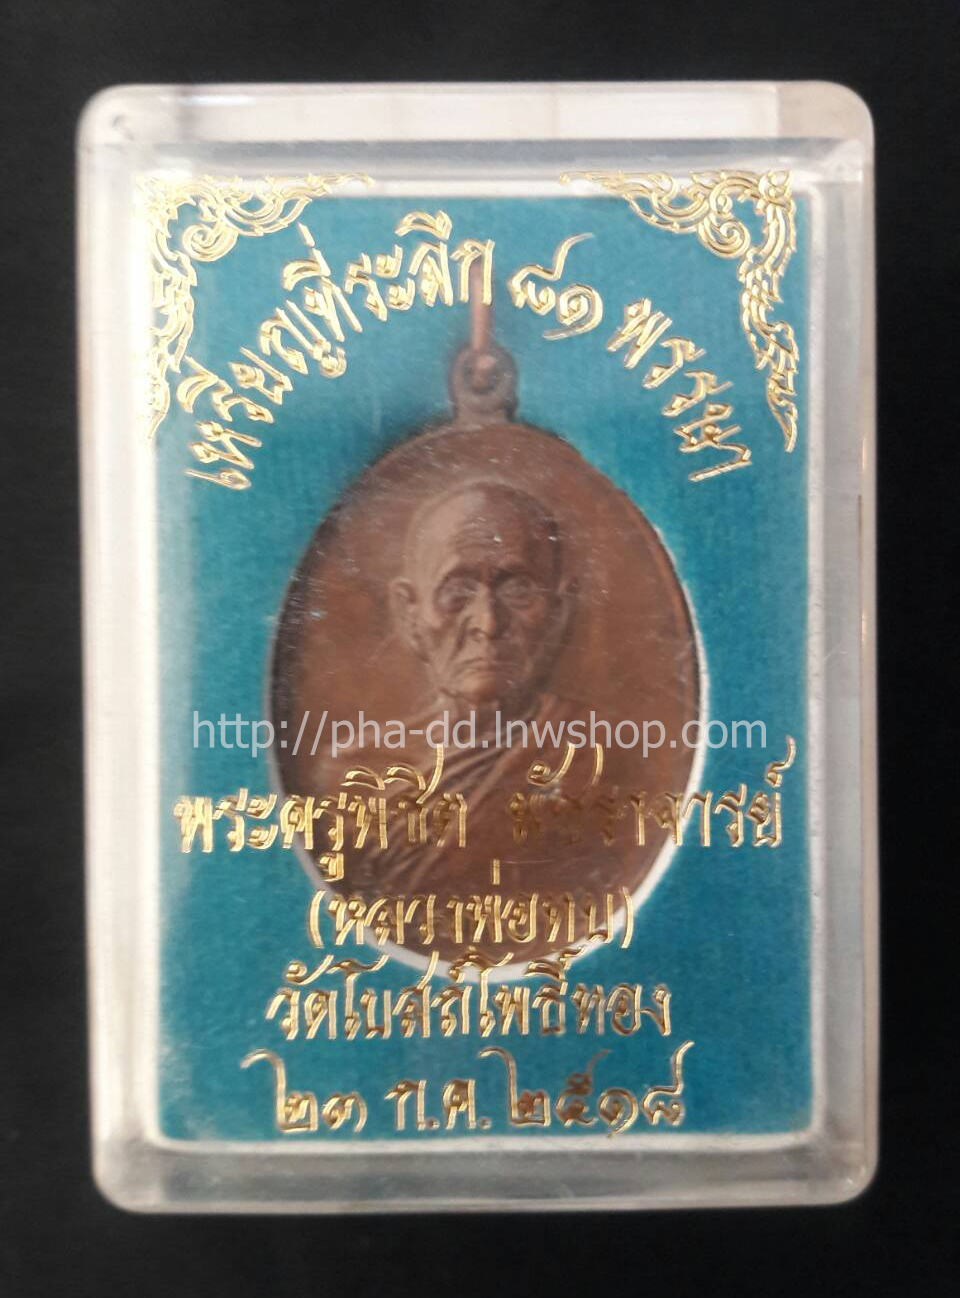 เหรียญที่ระลึก ๘๑ พรรษา
http://pha-dd.lnwshop.com
พระครูพิชิต พัชราจารย์
(หลวงพ่อทบ)
วัดโบสถ์โพธิ์ทอง
๒๓ ก.ค. ๒๕๑๘